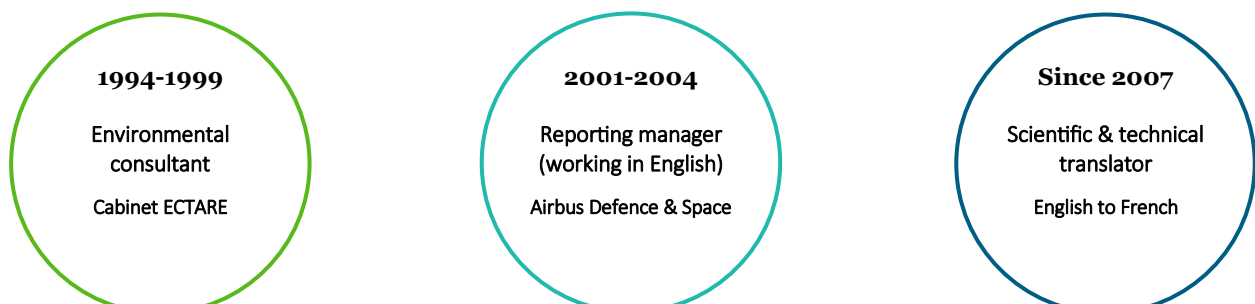 1994-1999
Environmental
consultant
Cabinet ECTARE
2001-2004
Reporting manager
(working in English)
Airbus Defence & Space
Since 2007
Scientific & technical
translator
English to French